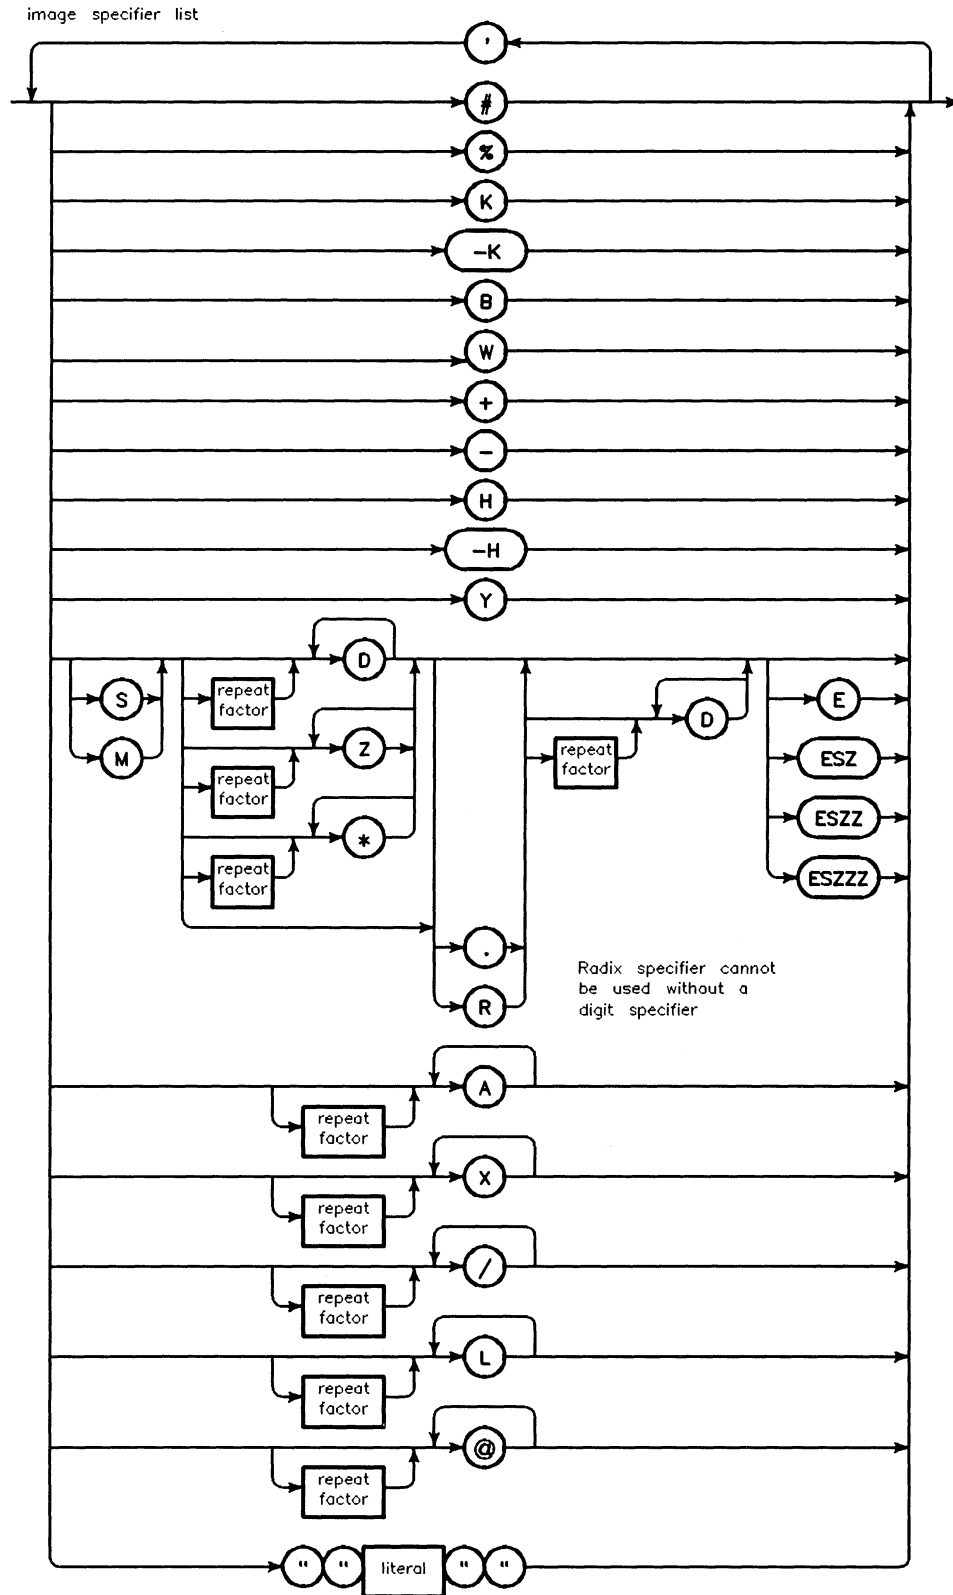 image specifier list
,
#
%
K
-K
B
W
+
-
H
-H
Y
D
repeat factor
S
M
Z
repeat factor
*
repeat factor
D
repeat factor
E
ESZ
ESZZ
ESZZZ
.
R
Radix specifier cannot
be used without a
digit specifier
A
repeat factor
X
repeat factor
/
repeat factor
L
repeat factor
@
repeat factor
" " literal " "